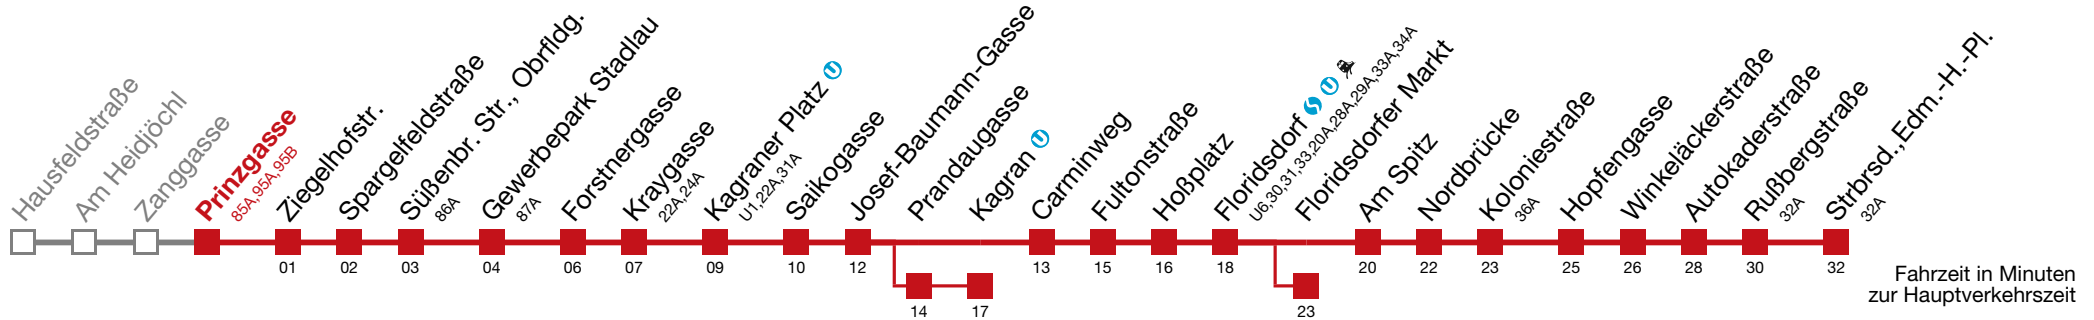 Hausfeldstraße
Am Heidjöchl
Zanggasse
Prinzgasse
85A,95A,95B
Ziegelhofstr.
Spargelfeldstraße
Süßenbr. Str., Obrfldg.
86A
Gewerbepark Stadlau
87A
Forstnergasse
Kraygasse
22A,24A
Kagraner Platz U
U1,22A,31A
Saikogasse
Josef-Baumann-Gasse
Prandaugasse
Kagran U
Carminweg
Fultonstraße
Hoßplatz
Floridsdorf S U
U6,30,31,33,20A,28A,29A,33A,34A
Floridsdorfer Markt
Am Spitz
Nordbrücke
Koloniestraße
36A
Hopfengasse
Winkeläckerstraße
Autokaderstraße
Rußbergstraße
32A
Strbrsd.,Edm.-H.-Pl.
32A
01 02 03 04 06 07 09 10 12 13 15 16 18 20 22 23 25 26 28 30 32
14 17 23
Fahrzeit in Minuten
zur Hauptverkehrszeit